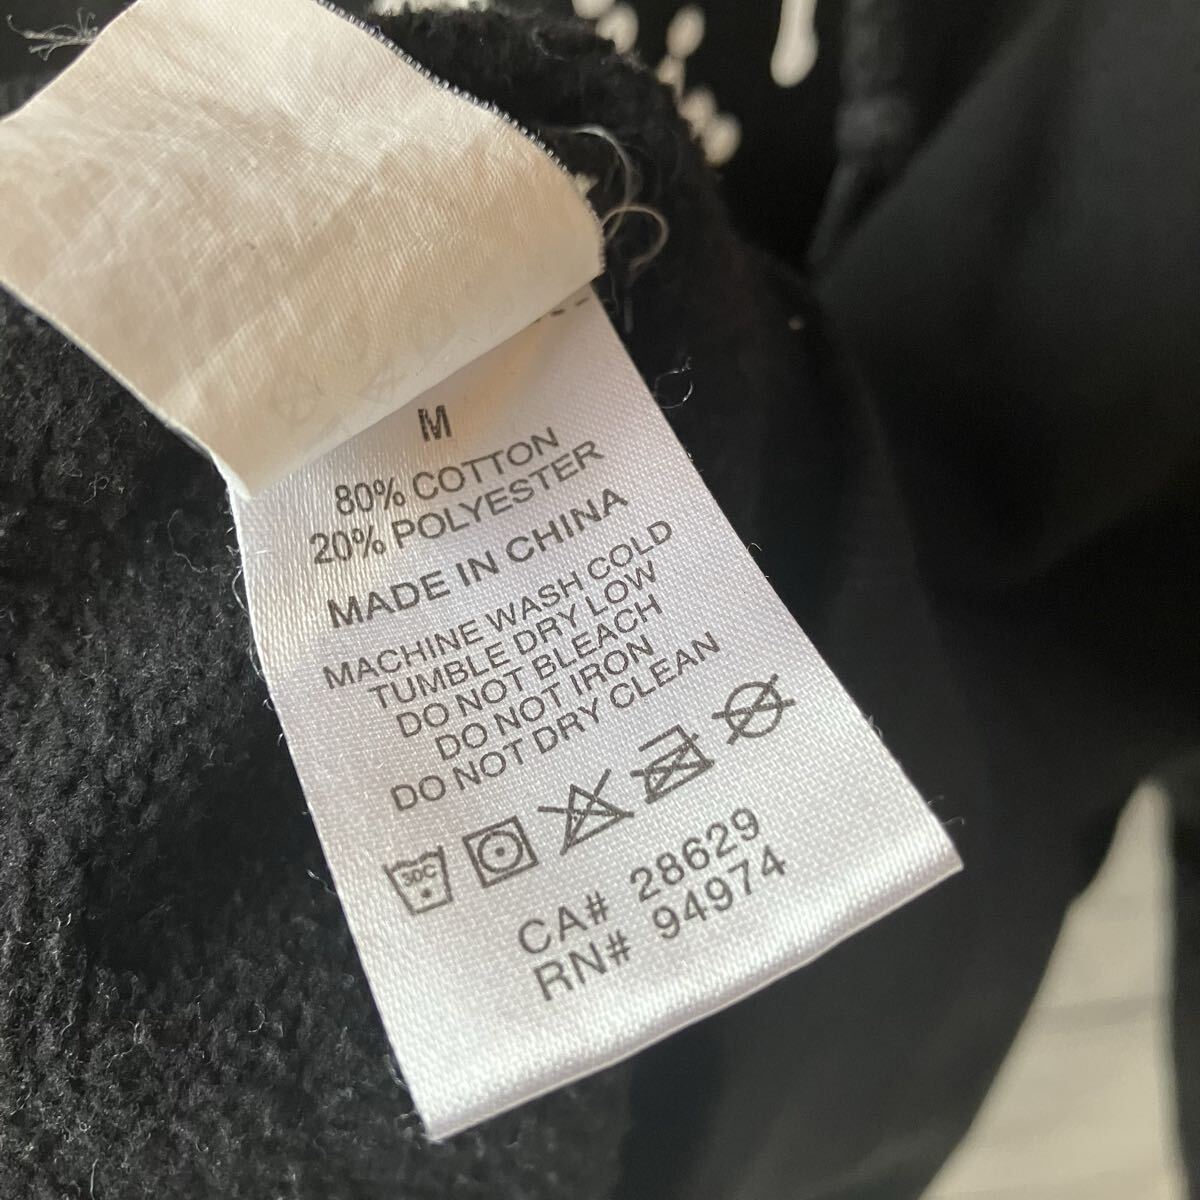 M
80% COTTON
20% POLYESTER
MADE IN CHINA
MACHINE WASH COLD
TUMBLE DRY LOW
DO NOT BLEACH
DO NOT IRON
DO NOT DRY CLEAN
30C
CA# 28629
RN# 94974